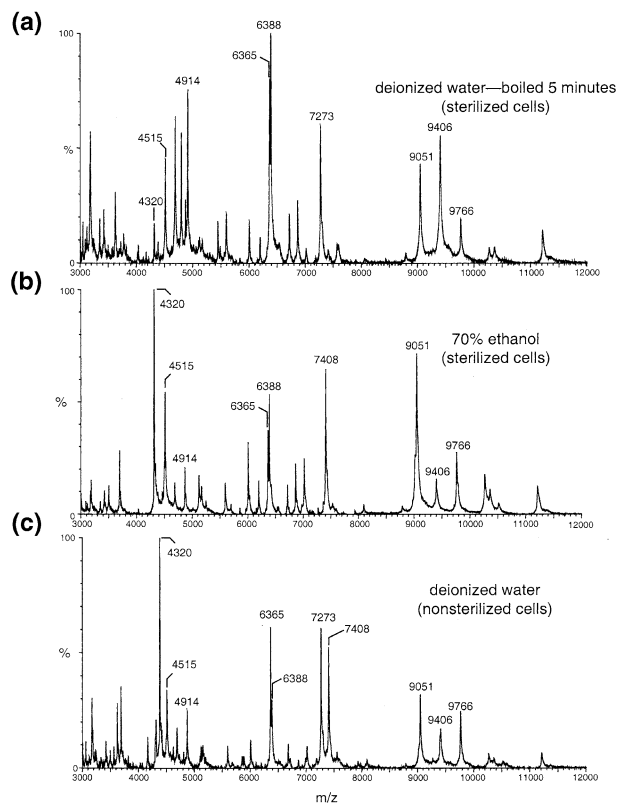 (a)
100
%
0
4320
4515
4914
6365
6388
7273
9051
9406
9766
deionized water—boiled 5 minutes
(sterilized cells)
3000 4000 5000 6000 7000 8000 9000 10000 11000 12000
(b)
100
%
0
4320
4515
4914
6365
6388
7408
9051
9406
9766
70% ethanol
(sterilized cells)
3000 4000 5000 6000 7000 8000 9000 10000 11000 12000
(c)
100
%
0
4320
4515
4914
6365
6388
7273
7408
9051
9406
9766
deionized water
(nonsterilized cells)
3000 4000 5000 6000 7000 8000 9000 10000 11000 12000
m/z